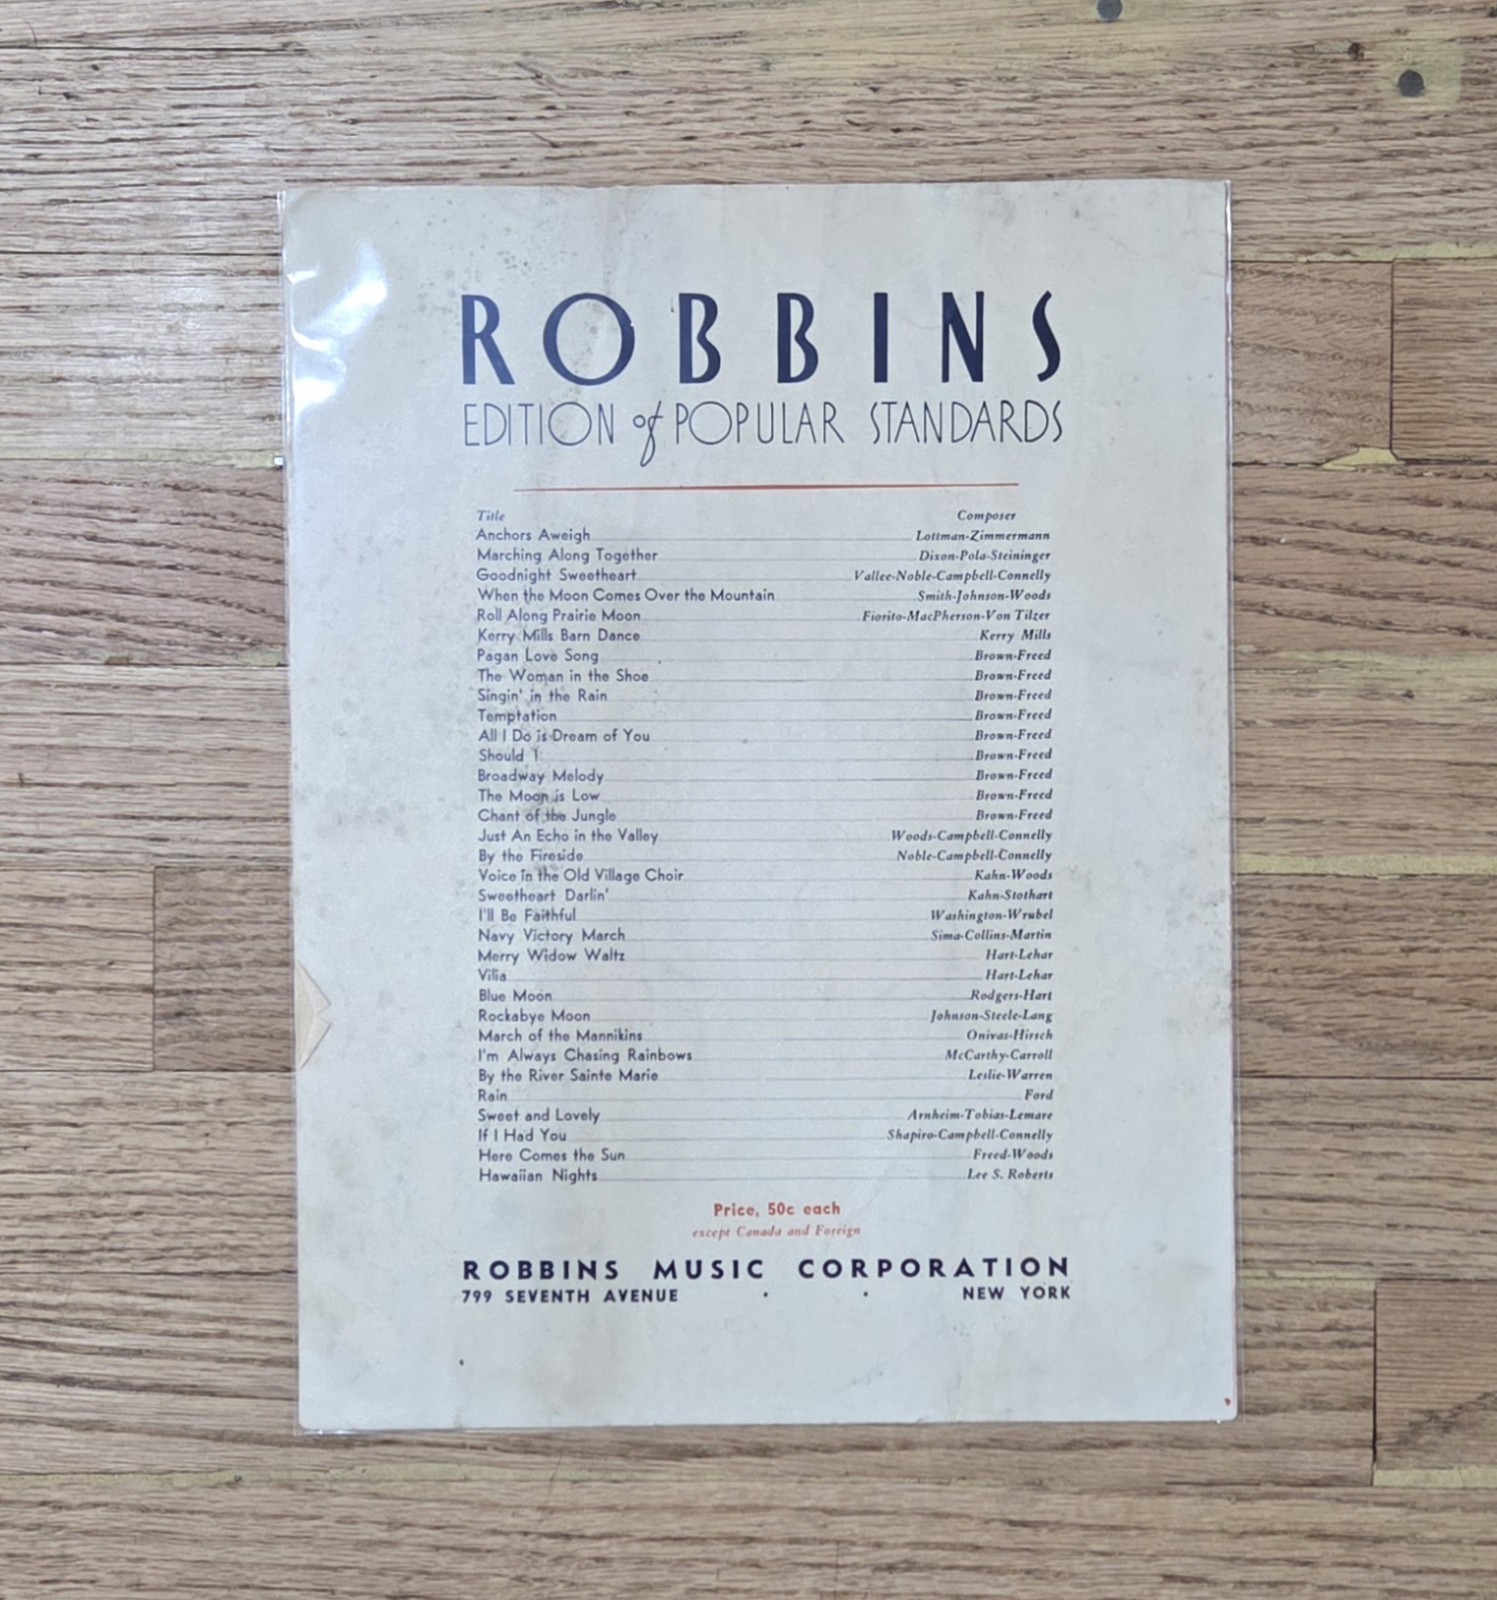 ROBBINS
EDITION of POPULAR STANDARDS
Title Composer
Anchors Aweigh Lottman-Zimmermann
Marching Along Together Dixon-Pola-Steininger
Goodnight Sweetheart Vallee-Noble-Campbell-Connelly
When the Moon Comes Over the Mountain Smith-Johnson-Woods
Roll Along Prairie Moon Fiorito-MacPherson-Von Tilzer
Kerry Mills Barn Dance Kerry Mills
Pagan Love Song Brown-Freed
The Woman in the Shoe Brown-Freed
Singin' in the Rain Brown-Freed
Temptation Brown-Freed
All I Do is Dream of You Brown-Freed
Should I Brown-Freed
Broadway Melody Brown-Freed
The Moon is Low Brown-Freed
Chant of the Jungle Brown-Freed
Just An Echo in the Valley Woods-Campbell-Connelly
By the Fireside Noble-Campbell-Connelly
Voice in the Old Village Choir Kahn-Woods
Sweetheart Darlin' Kahn-Stothart
I'll Be Faithful Washington-Wrubel
Navy Victory March Sima-Collins-Martin
Merry Widow Waltz Hart-Lehar
Vilia Hart-Lehar
Blue Moon Rodgers-Hart
Rockabye Moon Johnson-Steele-Lang
March of the Mannikins Onivas-Hirsch
I'm Always Chasing Rainbows McCarthy-Carroll
By the River Sainte Marie Leslie-Warren
Rain Ford
Sweet and Lovely Arnheim-Tobias-Lemare
If I Had You Shapiro-Campbell-Connelly
Here Comes the Sun Freed-Woods
Hawaiian Nights Lee S. Roberts
Price, 50c each
except Canada and Foreign
ROBBINS MUSIC CORPORATION
799 SEVENTH AVENUE • • NEW YORK